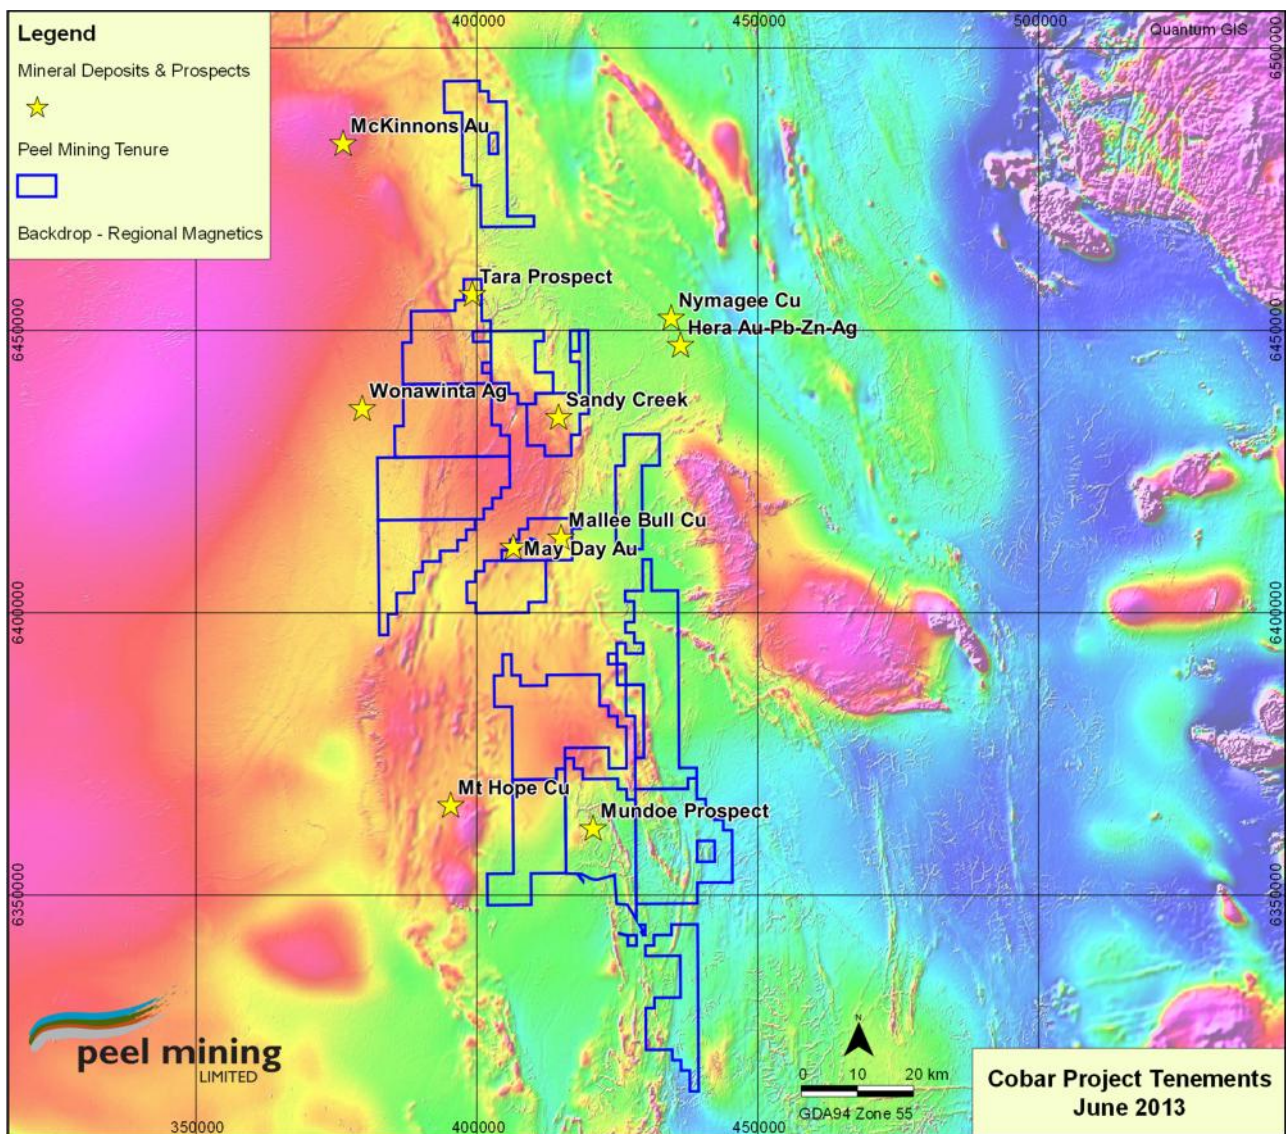 400000
450000
500000
Quantum GIS
Legend
Mineral Deposits & Prospects
Peel Mining Tenure
Backdrop - Regional Magnetics
6500000
McKinnons Au
Tara Prospect
Nymagee Cu
Hera Au-Pb-Zn-Ag
6450000
6450000
Wonawinta Ag
Sandy Creek
Mallee Bull Cu
May Day Au
6400000
6400000
Mt Hope Cu
Mundoe Prospect
6350000
6350000
peel mining
LIMITED
N
0 10 20 km
GDA94 Zone 55
Cobar Project Tenements
June 2013
350000
400000
450000